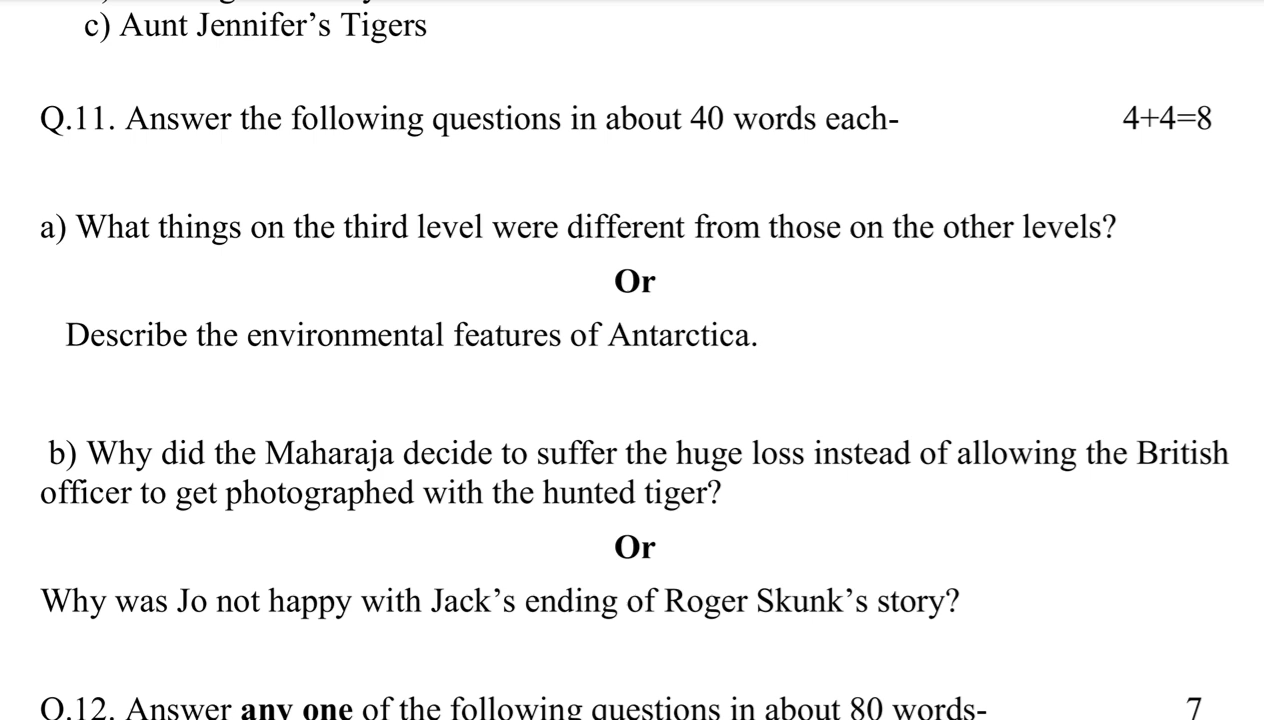 c) Aunt Jennifer’s Tigers
Q.11. Answer the following questions in about 40 words each- 4+4=8
a) What things on the third level were different from those on the other levels?
Or
Describe the environmental features of Antarctica.
b) Why did the Maharaja decide to suffer the huge loss instead of allowing the British
officer to get photographed with the hunted tiger?
Or
Why was Jo not happy with Jack’s ending of Roger Skunk’s story?
Q.12. Answer any one of the following questions in about 80 words- 7